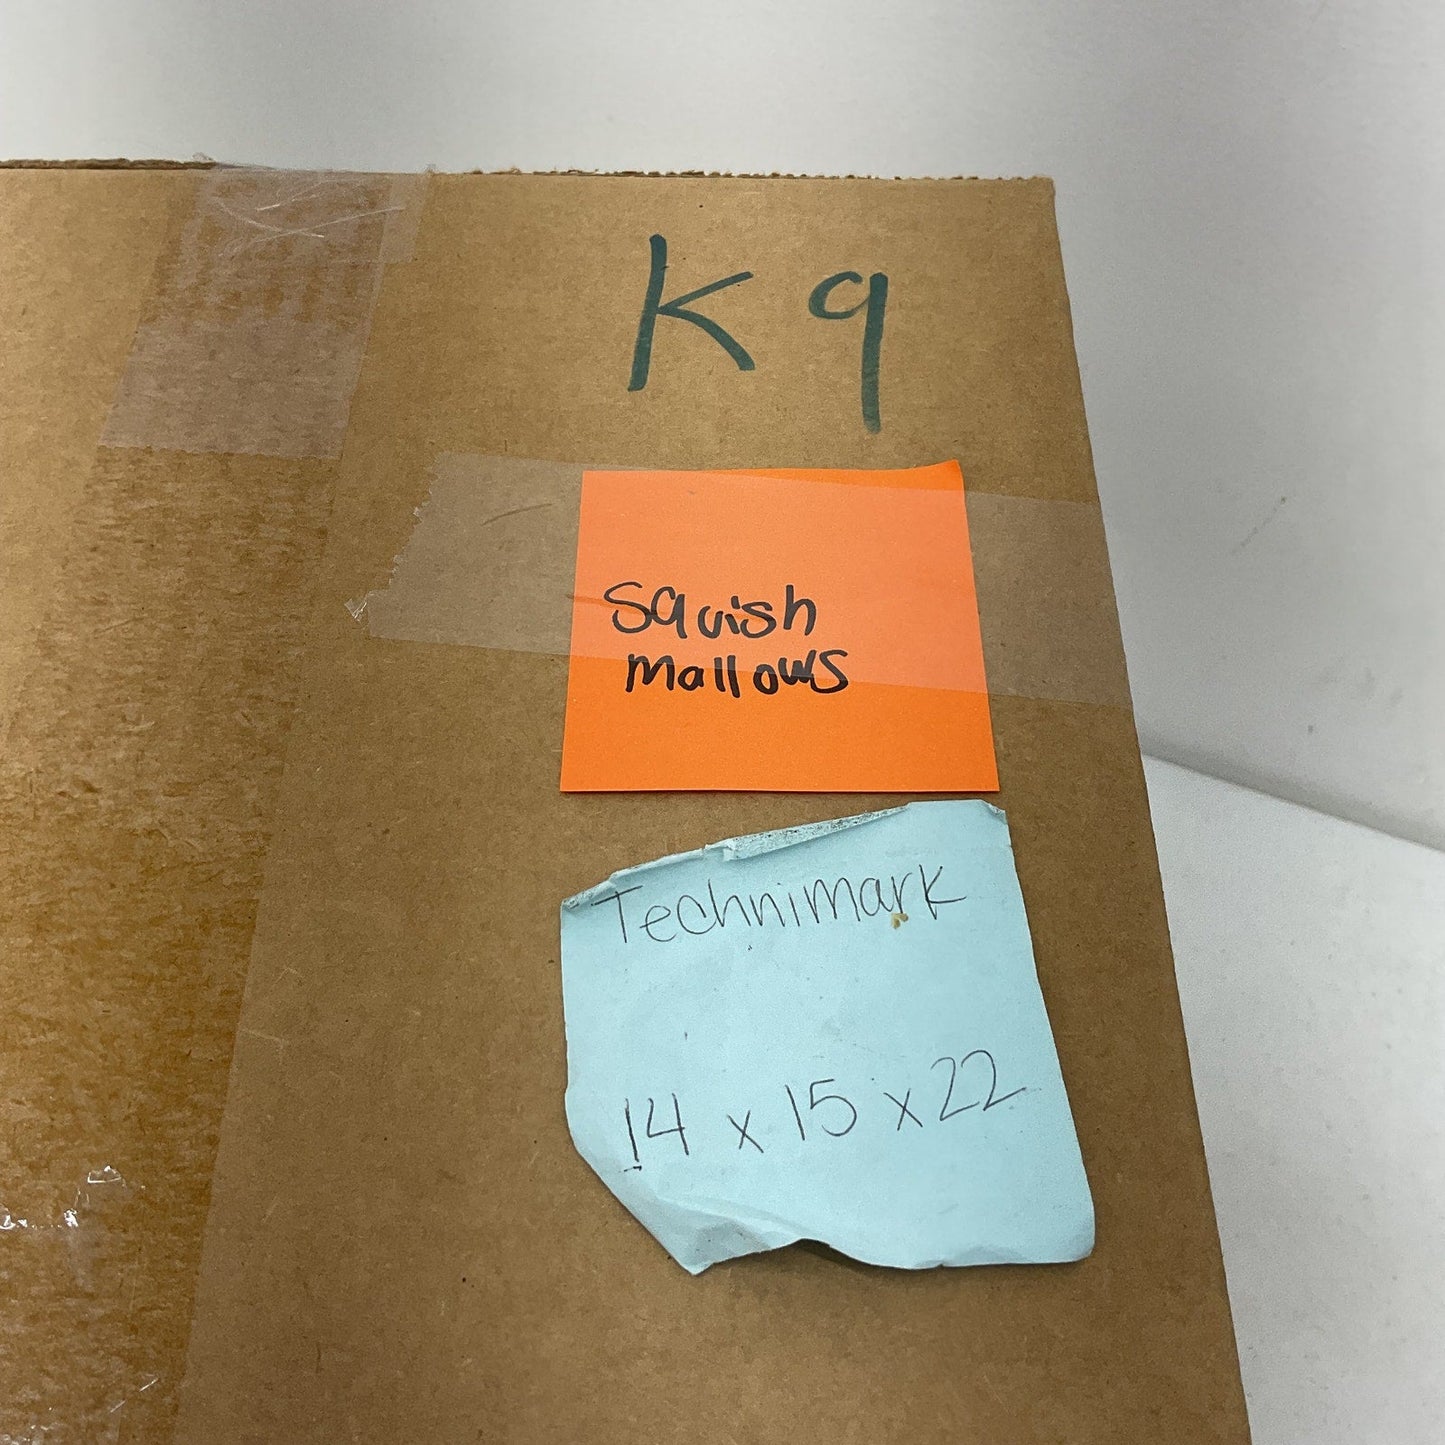 K9
Squish
mallows
Technimark
14 x 15 x 22